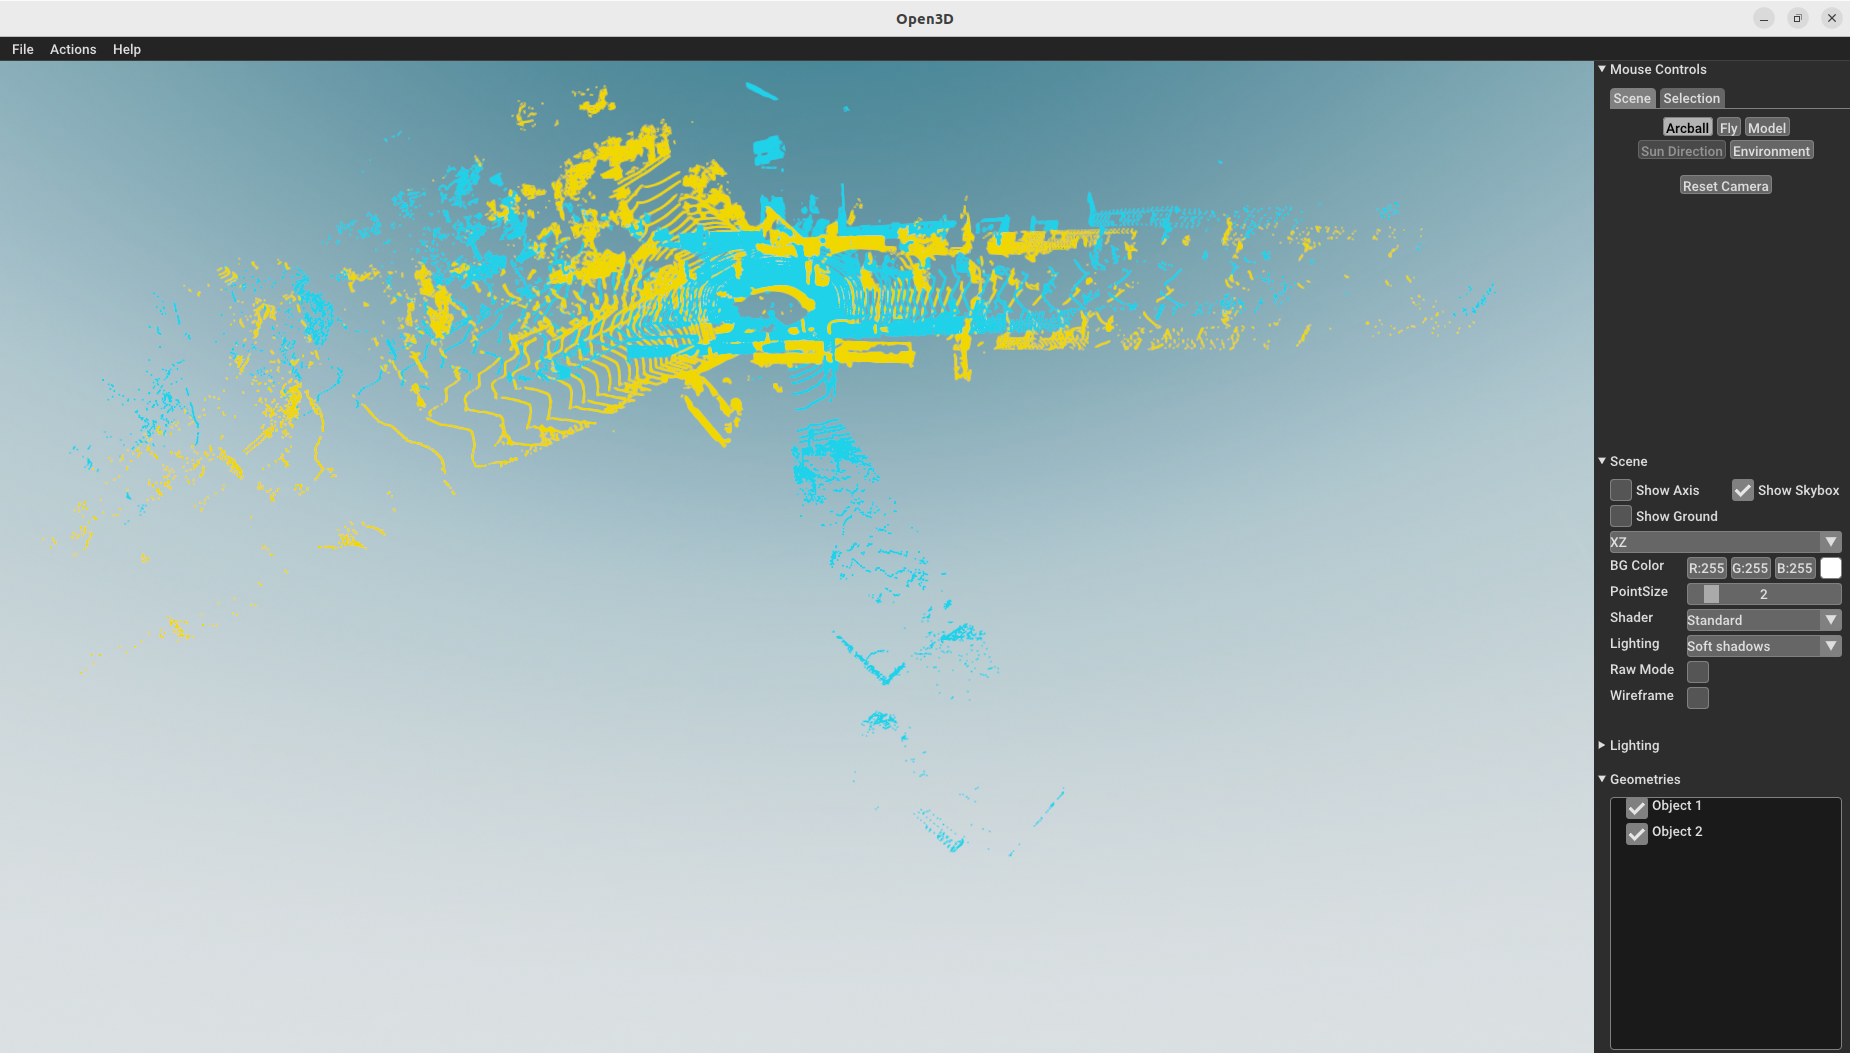 Open3D
File Actions Help
Mouse Controls
Scene Selection
Arcball Fly Model
Sun Direction Environment
Reset Camera
Scene
Show Axis Show Skybox
Show Ground
XZ
BG Color R:255 G:255 B:255
PointSize 2
Shader Standard
Lighting Soft shadows
Raw Mode
Wireframe
Lighting
Geometries
Object 1
Object 2